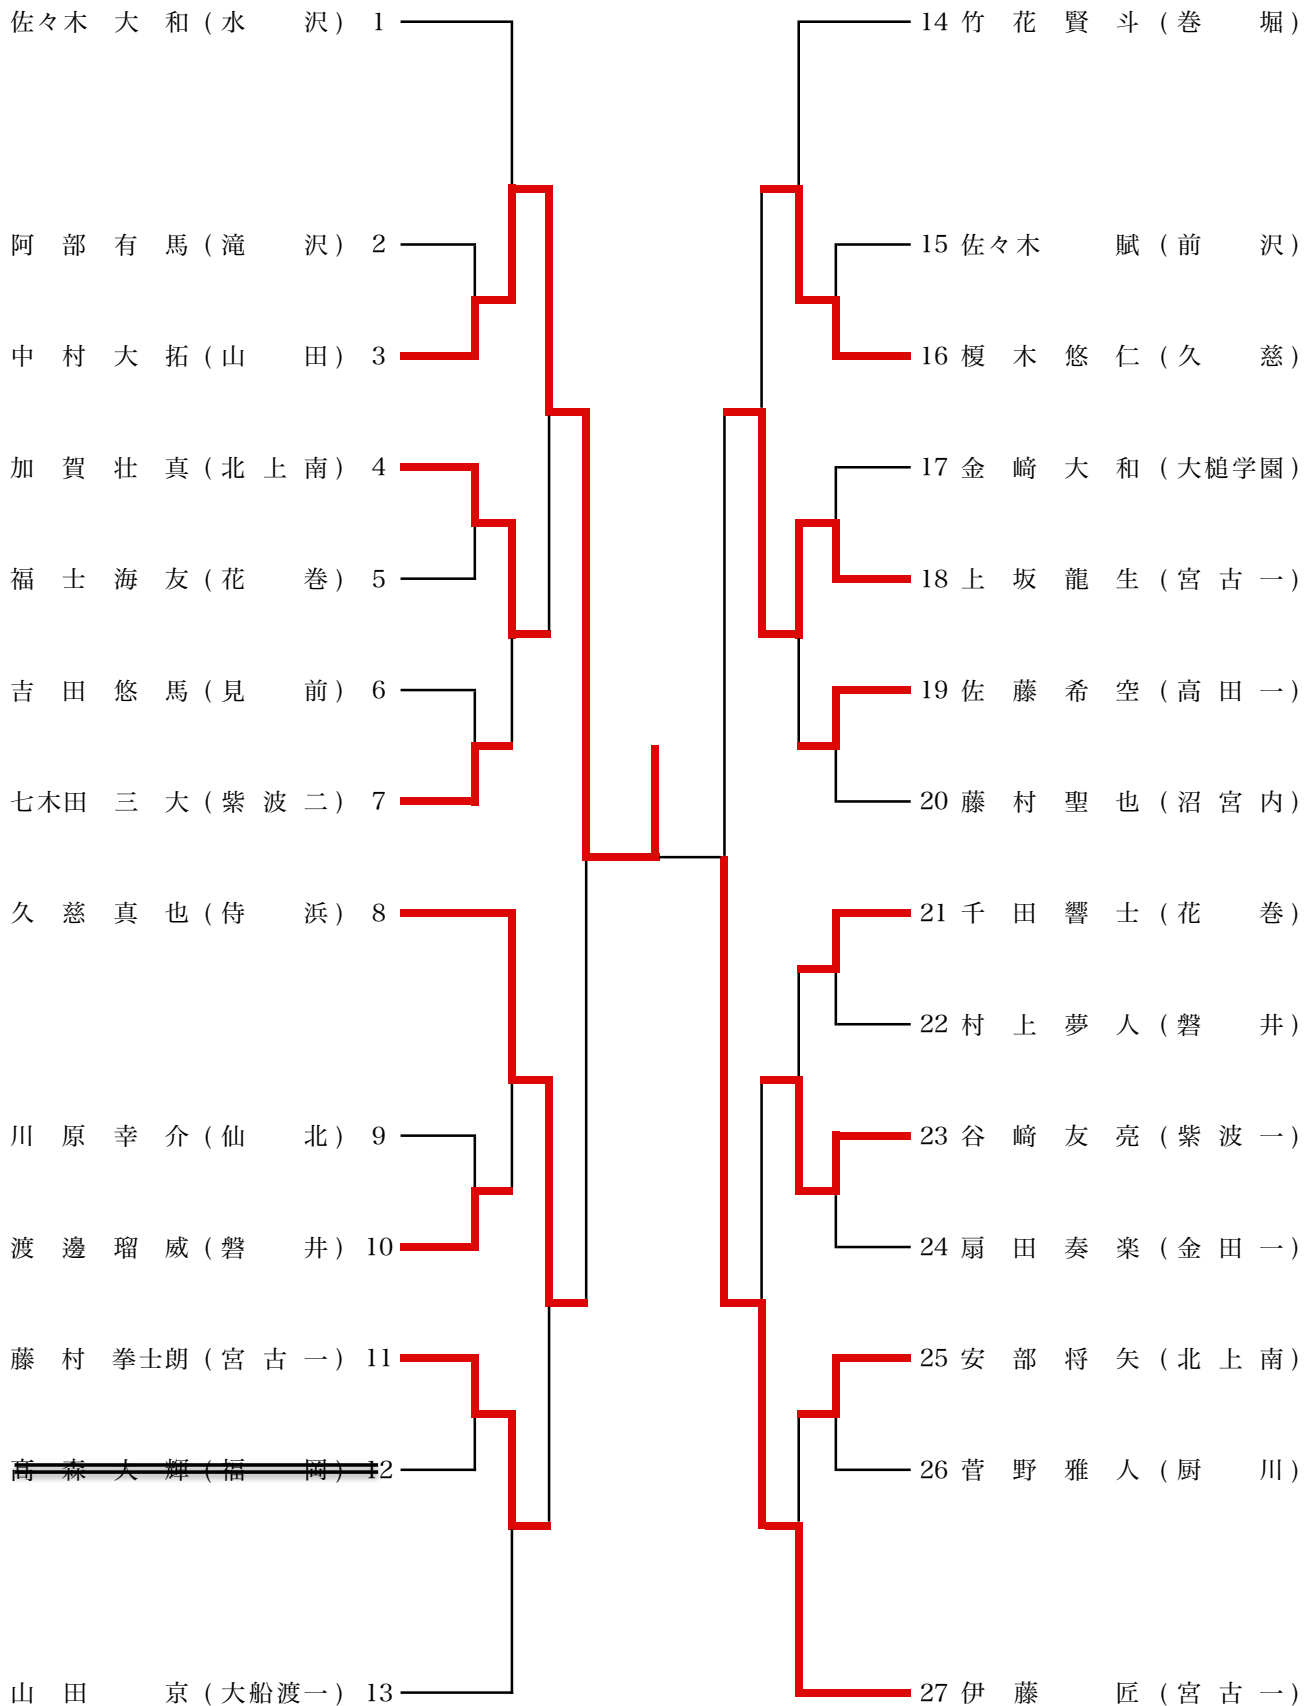 佐々木 大 和 (水 沢) 1
阿 部 有 馬 (滝 沢) 2
中 村 大 拓 (山 田) 3
加 賀 壮 真 (北 上 南) 4
福 士 海 友 (花 巻) 5
吉 田 悠 馬 (見 前) 6
七木田 三 大 (紫 波 二) 7
久 慈 真 也 (侍 浜) 8
川 原 幸 介 (仙 北) 9
渡 邊 瑠 威 (磐 井) 10
藤 村 拳士朗 (宮 古 一) 11
髙 森 大 輝 (福 岡) 12
山 田 京 (大船渡一) 13
14 竹 花 賢 斗 (巻 堀)
15 佐々木 賦 (前 沢)
16 榎 木 悠 仁 (久 慈)
17 金 﨑 大 和 (大槌学園)
18 上 坂 龍 生 (宮 古 一)
19 佐 藤 希 空 (高 田 一)
20 藤 村 聖 也 (沼 宮 内)
21 千 田 響 士 (花 巻)
22 村 上 夢 人 (磐 井)
23 谷 﨑 友 亮 (紫 波 一)
24 扇 田 奏 楽 (金 田 一)
25 安 部 将 矢 (北 上 南)
26 菅 野 雅 人 (厨 川)
27 伊 藤 匠 (宮 古 一)